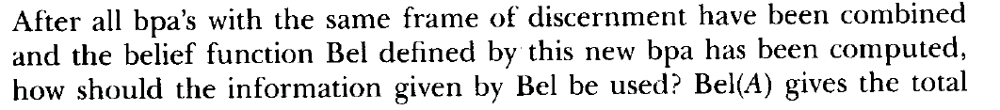 After all bpa's with the same frame of discernment have been combined
and the belief function Bel defined by this new bpa has been computed,
how should the information given by Bel be used? Bel(A) gives the total